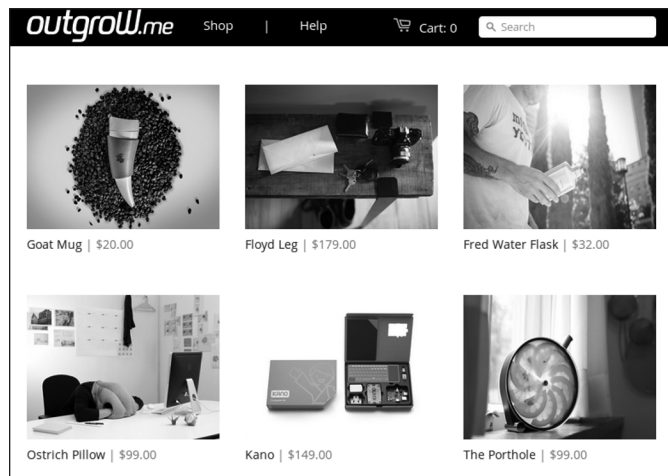 outgrow.me Shop | Help Cart: 0 Search
Goat Mug | $20.00 Floyd Leg | $179.00 Fred Water Flask | $32.00
KANO
Ostrich Pillow | $99.00 Kano | $149.00 The Porthole | $99.00